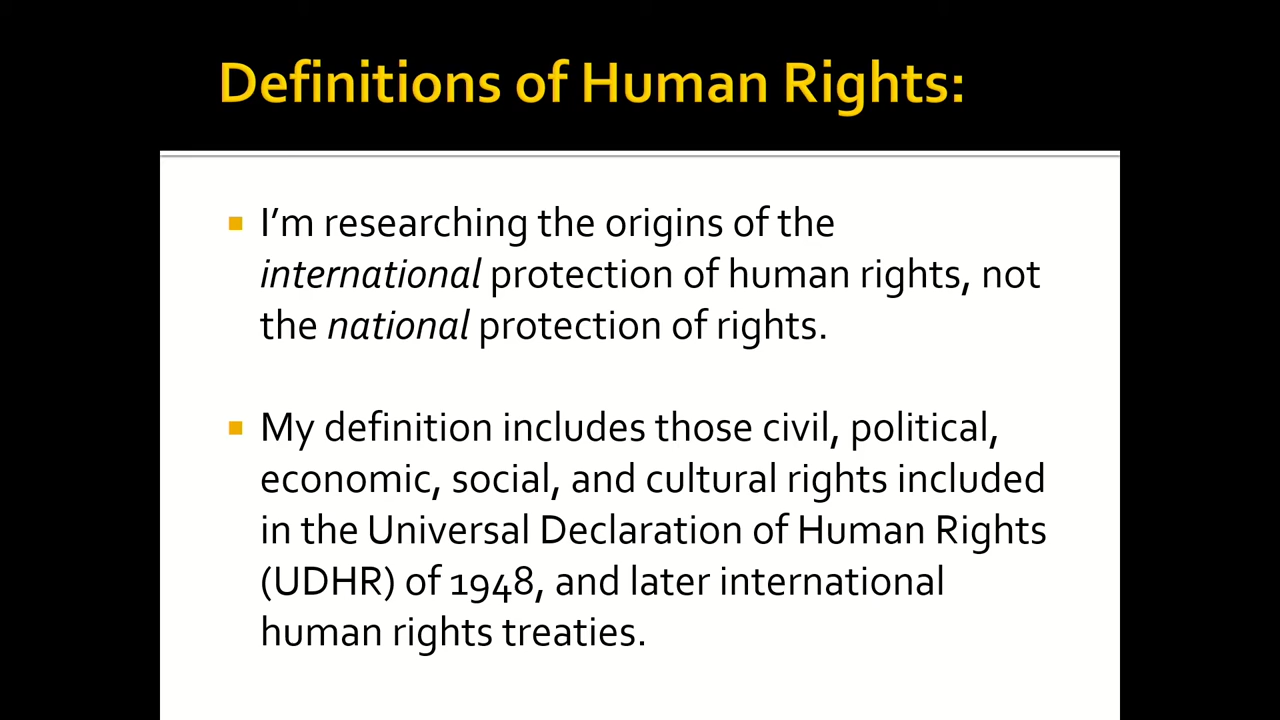 Definitions of Human Rights:
I'm researching the origins of the
international protection of human rights, not
the national protection of rights.
My definition includes those civil, political,
economic, social, and cultural rights included
in the Universal Declaration of Human Rights
(UDHR) of 1948, and later international
human rights treaties.